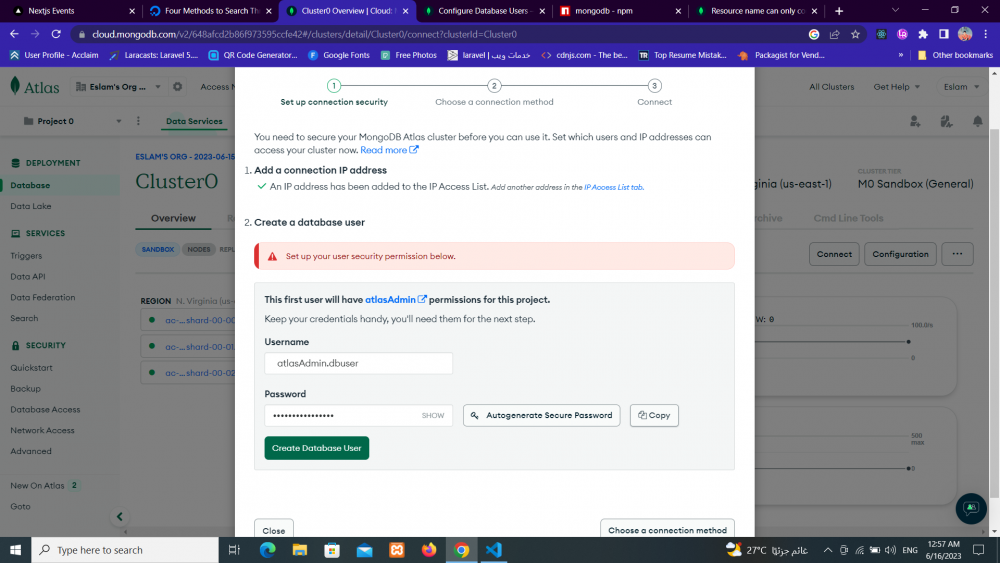 Nextjs Events
Four Methods to Search Th
Cluster0 Overview | Cloud:
Configure Database Users
mongodb - npm
Resource name can only co
cloud.mongodb.com/v2/648afcd2b86f973595ccfe42#/clusters/detail/Cluster0/connect?clusterId=Cluster0
User Profile - Acclaim
Laracasts: Laravel 5....
QR Code Generator...
Google Fonts
Free Photos
laravel | خدمات ويب
cdnjs.com - The be...
Top Resume Mistak...
Packagist for Vend...
»
Other bookmarks
Atlas
Eslam's Org ...
Access
All Clusters
Get Help
Eslam
Project 0
Data Services
DEPLOYMENT
Database
Data Lake
SERVICES
Triggers
Data API
Data Federation
Search
SECURITY
Quickstart
Backup
Database Access
Network Access
Advanced
New On Atlas 2
Goto
ESLAM'S ORG - 2023-06-15
Cluster0
Overview
SANDBOX
NODES
REPL
REGION N. Virginia (us-
ac-...shard-00-00
ac-...shard-00-01
ac-...shard-00-02
1
2
3
Set up connection security
Choose a connection method
Connect
You need to secure your MongoDB Atlas cluster before you can use it. Set which users and IP addresses can
access your cluster now. Read more
1. Add a connection IP address
An IP address has been added to the IP Access List. Add another address in the IP Access List tab.
2. Create a database user
Set up your user security permission below.
This first user will have atlasAdmin permissions for this project.
Keep your credentials handy, you'll need them for the next step.
Username
atlasAdmin.dbuser
Password
••••••••••••••••
SHOW
Autogenerate Secure Password
Copy
Create Database User
Close
Choose a connection method
CLUSTER TIER
ginia (us-east-1)
M0 Sandbox (General)
chive
Cmd Line Tools
Connect
Configuration
W: 0
100.0/s
0
500
max
0
Type here to search
27°C غائم جزئيًا
ENG
12:57 AM
6/16/2023